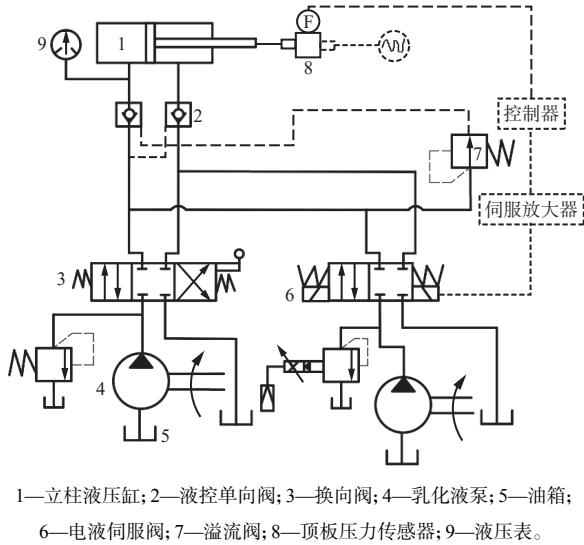 F
9
1
8
2
控制器
7
伺服放大器
3
6
4
5
1—立柱液压缸;2—液控单向阀;3—换向阀;4—乳化液泵;5—油箱;
6—电液伺服阀;7—溢流阀;8—顶板压力传感器;9—液压表。